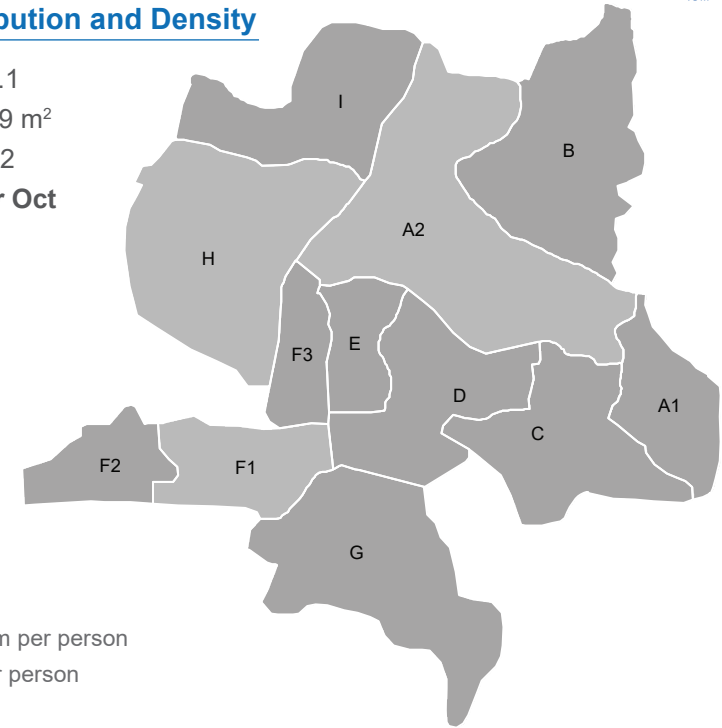 bution and Density
.1
9 m²
2
r Oct
I
B
A2
H
F3
E
D
A1
C
F2
F1
G
m per person
r person